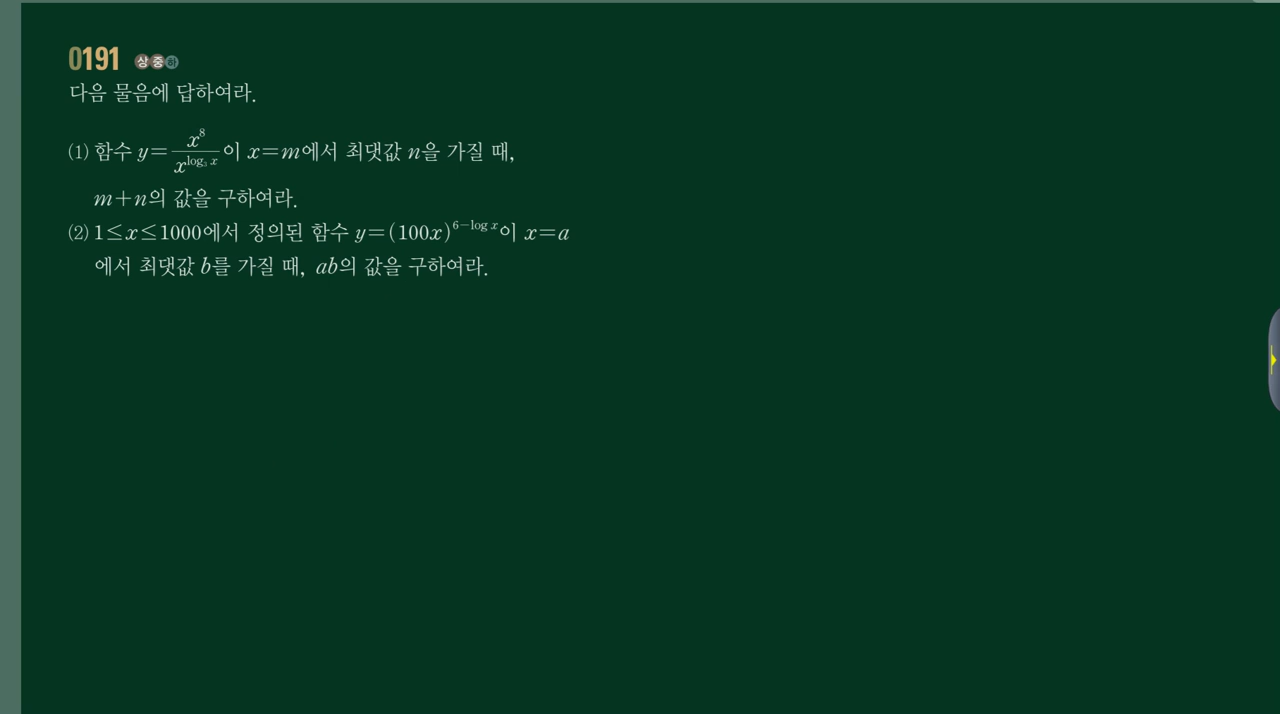 0191 상중하
다음 물음에 답하여라.
⑴ 함수 y=x⁸/x^(log₃ x)이 x=m에서 최댓값 n을 가질 때,
m+n의 값을 구하여라.
⑵ 1≤x≤1000에서 정의된 함수 y=(100x)^(6−log x)이 x=a
에서 최댓값 b를 가질 때, ab의 값을 구하여라.